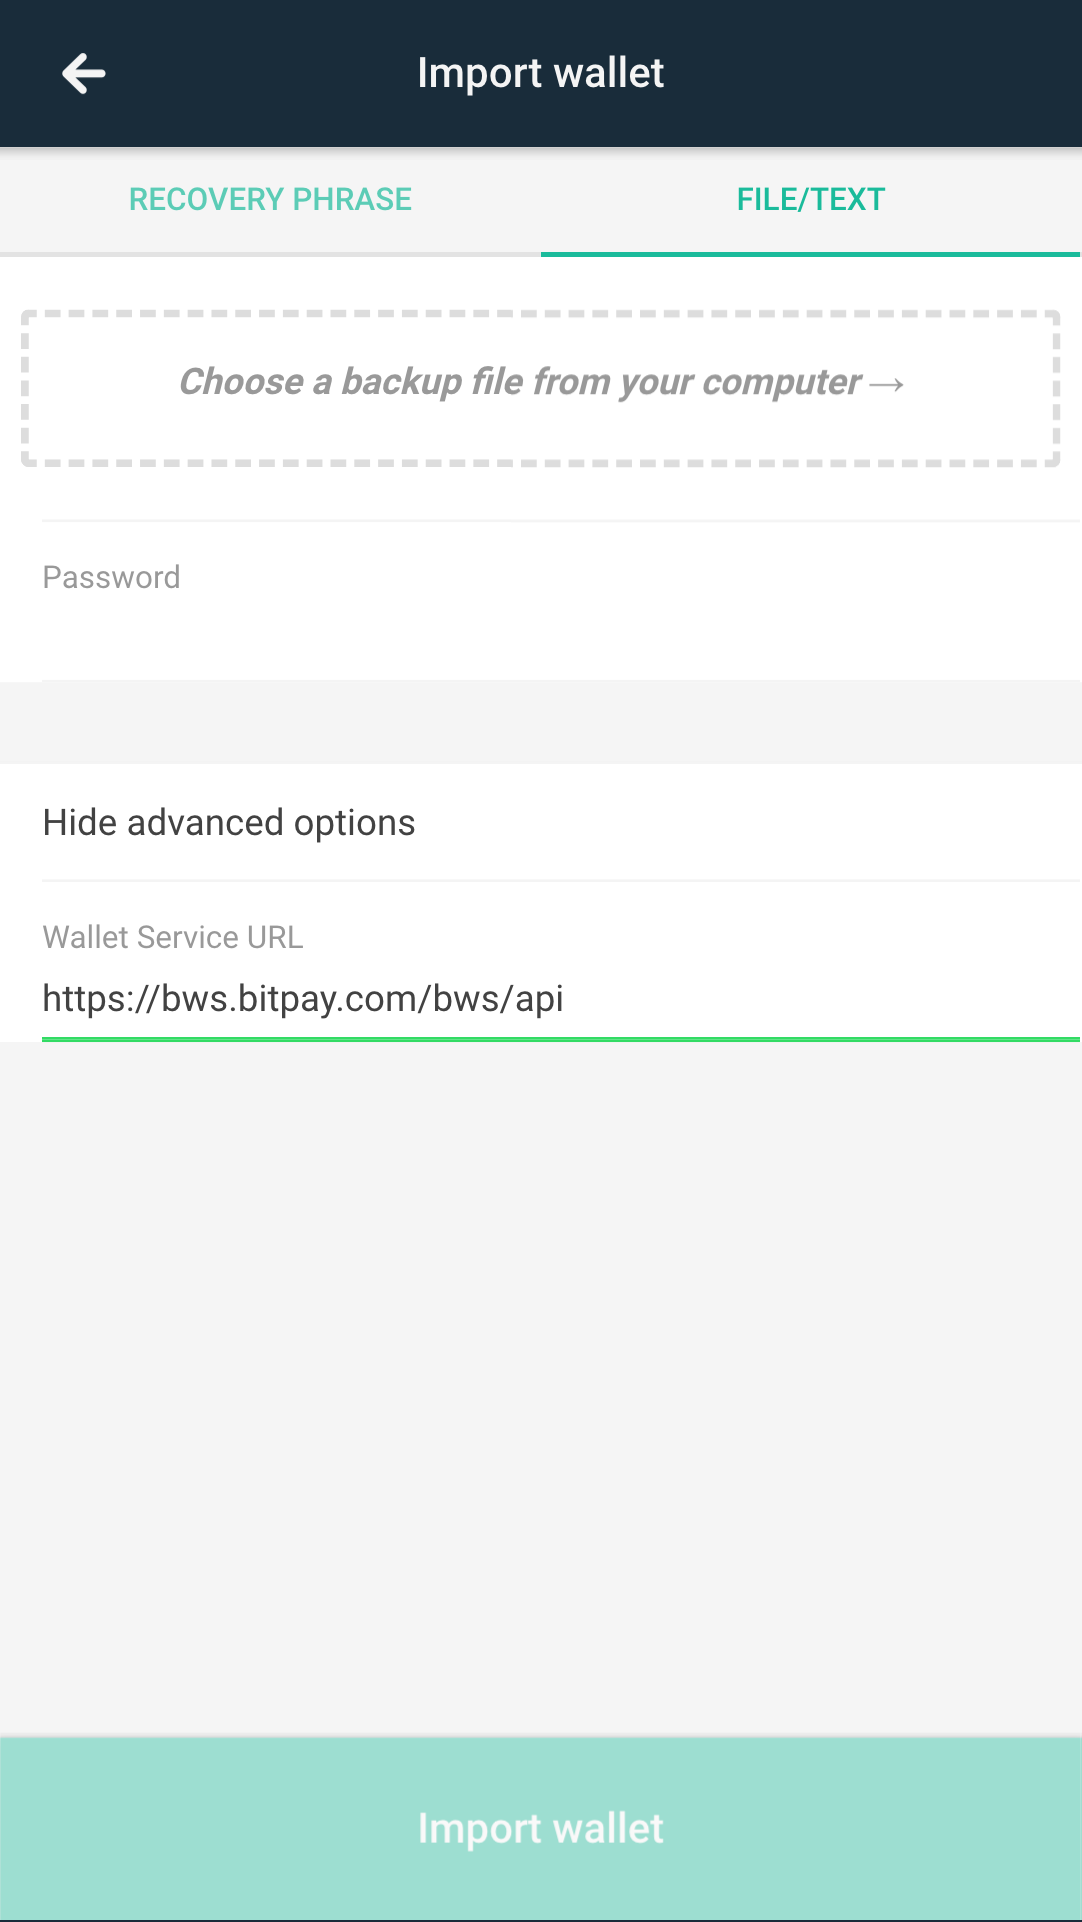 Import wallet
RECOVERY PHRASE
FILE/TEXT
Choose a backup file from your computer →
Password
Hide advanced options
Wallet Service URL
https://bws.bitpay.com/bws/api
Import wallet